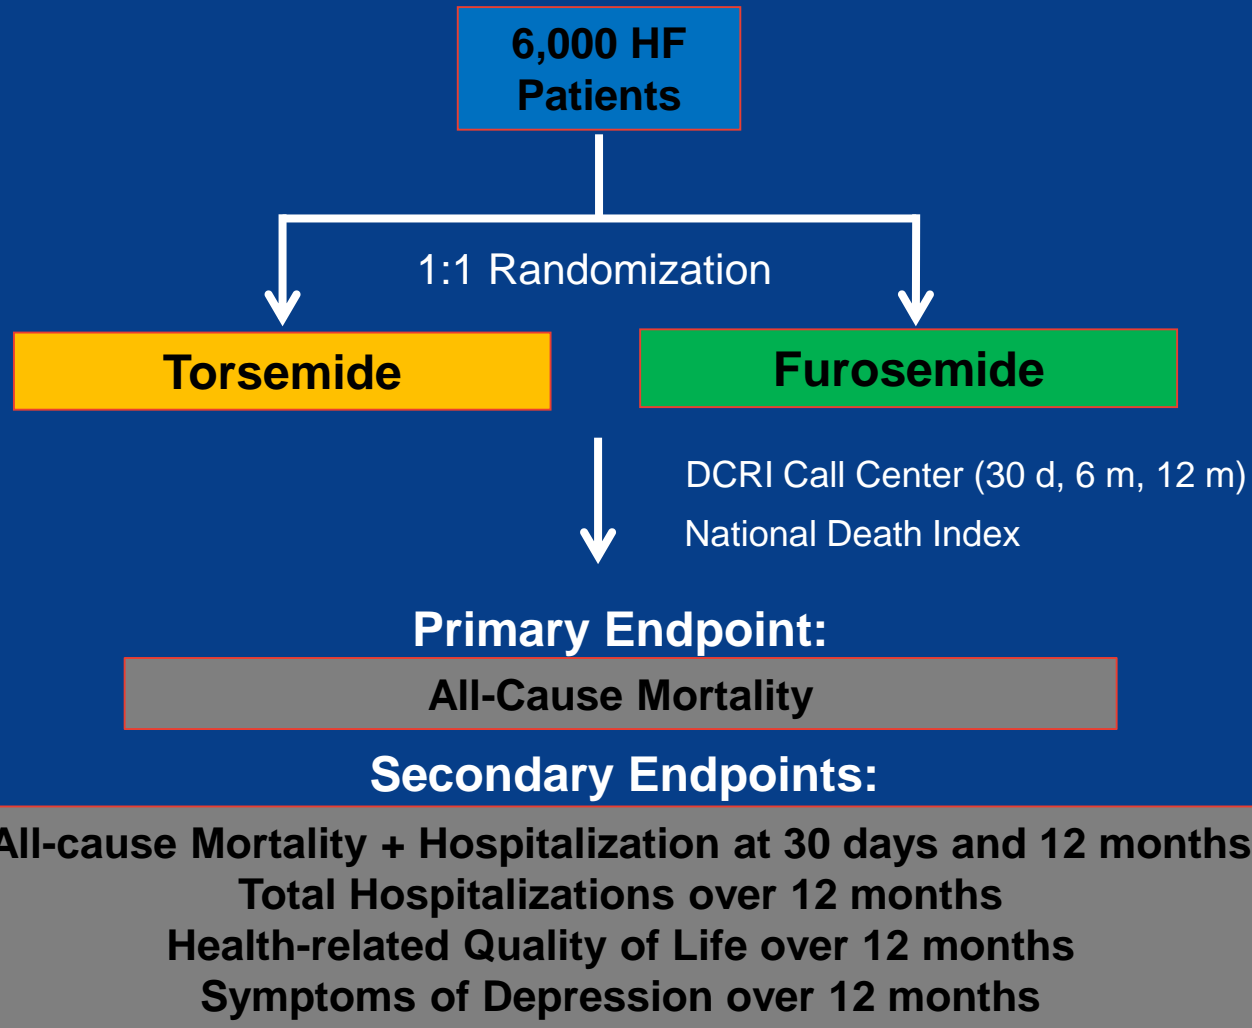 6,000 HF
Patients
1:1 Randomization
Torsemide
Furosemide
DCRI Call Center (30 d, 6 m, 12 m)
National Death Index
Primary Endpoint:
All-Cause Mortality
Secondary Endpoints:
All-cause Mortality + Hospitalization at 30 days and 12 months
Total Hospitalizations over 12 months
Health-related Quality of Life over 12 months
Symptoms of Depression over 12 months